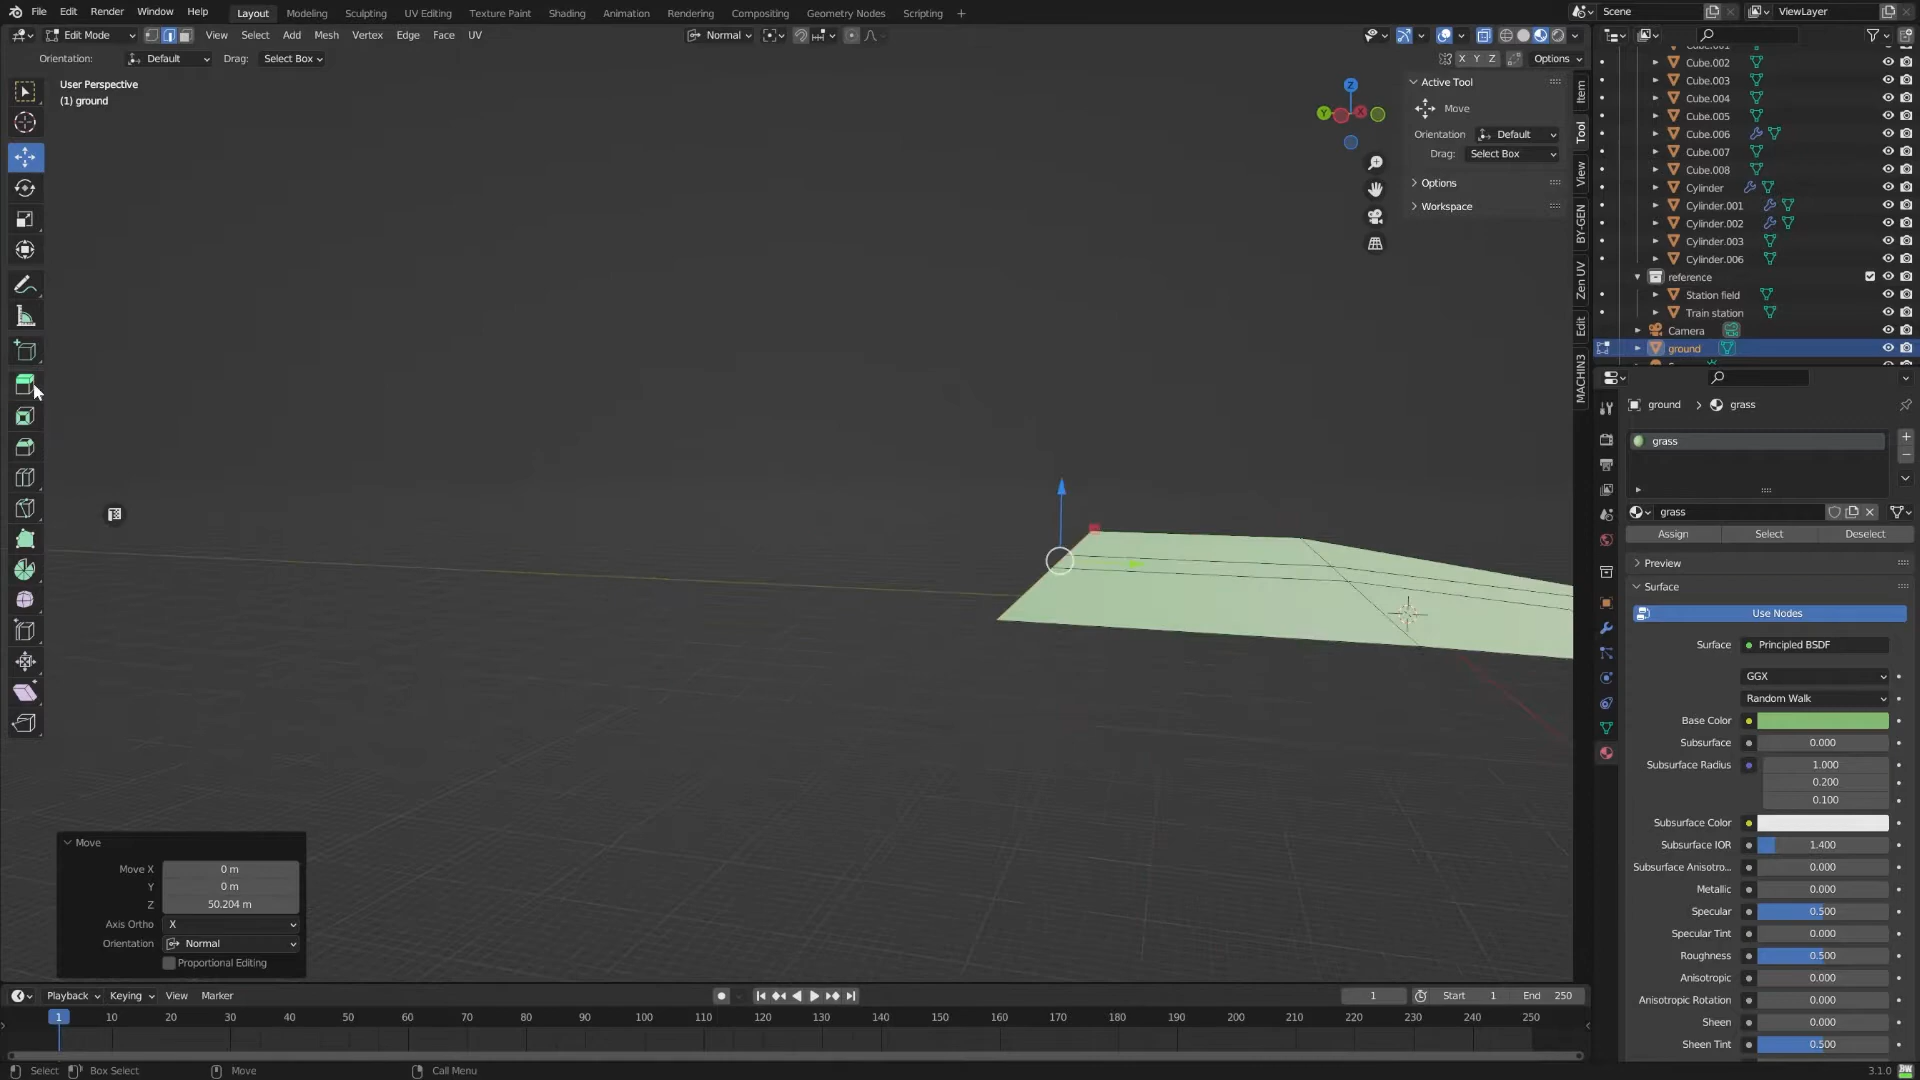 File Edit Render Window Help Layout Modeling Sculpting UV Editing Texture Paint Shading Animation Rendering Compositing Geometry Nodes Scripting + Scene ViewLayer
Edit Mode View Select Add Mesh Vertex Edge Face UV Normal
Orientation: Default Drag: Select Box X Y Z Options
User Perspective
(1) ground
Z
Y
X
Active Tool
Move
Orientation Default
Drag: Select Box
Options
Workspace
Item
Tool
View
BY-GEN
Zen UV
Edit
MACHIN3
Cube.001
Cube.002
Cube.003
Cube.004
Cube.005
Cube.006
Cube.007
Cube.008
Cylinder
Cylinder.001
Cylinder.002
Cylinder.003
Cylinder.006
reference
Station field
Train station
Camera
ground
ground > grass
grass
grass
Assign Select Deselect
Preview
Surface
Use Nodes
Surface Principled BSDF
GGX
Random Walk
Base Color
Subsurface 0.000
Subsurface Radius 1.000
0.200
0.100
Subsurface Color
Subsurface IOR 1.400
Subsurface Anisotro... 0.000
Metallic 0.000
Specular 0.500
Specular Tint 0.000
Roughness 0.500
Anisotropic 0.000
Anisotropic Rotation 0.000
Sheen 0.000
Sheen Tint 0.500
Move
Move X 0 m
Y 0 m
Z 50.204 m
Axis Ortho X
Orientation Normal
Proportional Editing
Playback Keying View Marker 1 Start 1 End 250
1 10 20 30 40 50 60 70 80 90 100 110 120 130 140 150 160 170 180 190 200 210 220 230 240 250
Select Box Select Move Call Menu 3.1.0